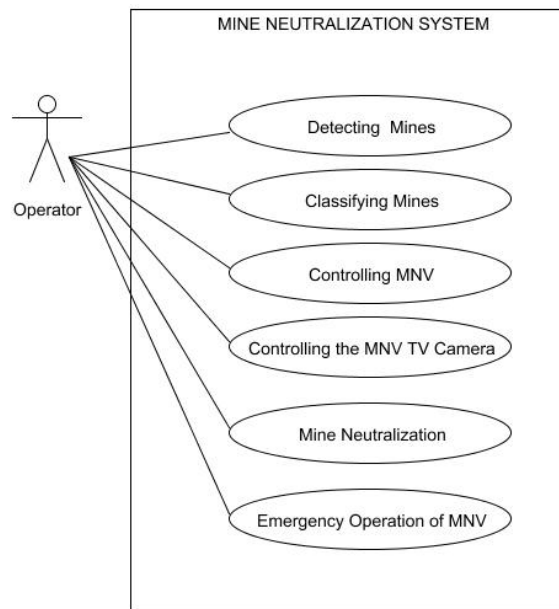 MINE NEUTRALIZATION SYSTEM
Detecting Mines
Operator
Classifying Mines
Controlling MNV
Controlling the MNV TV Camera
Mine Neutralization
Emergency Operation of MNV